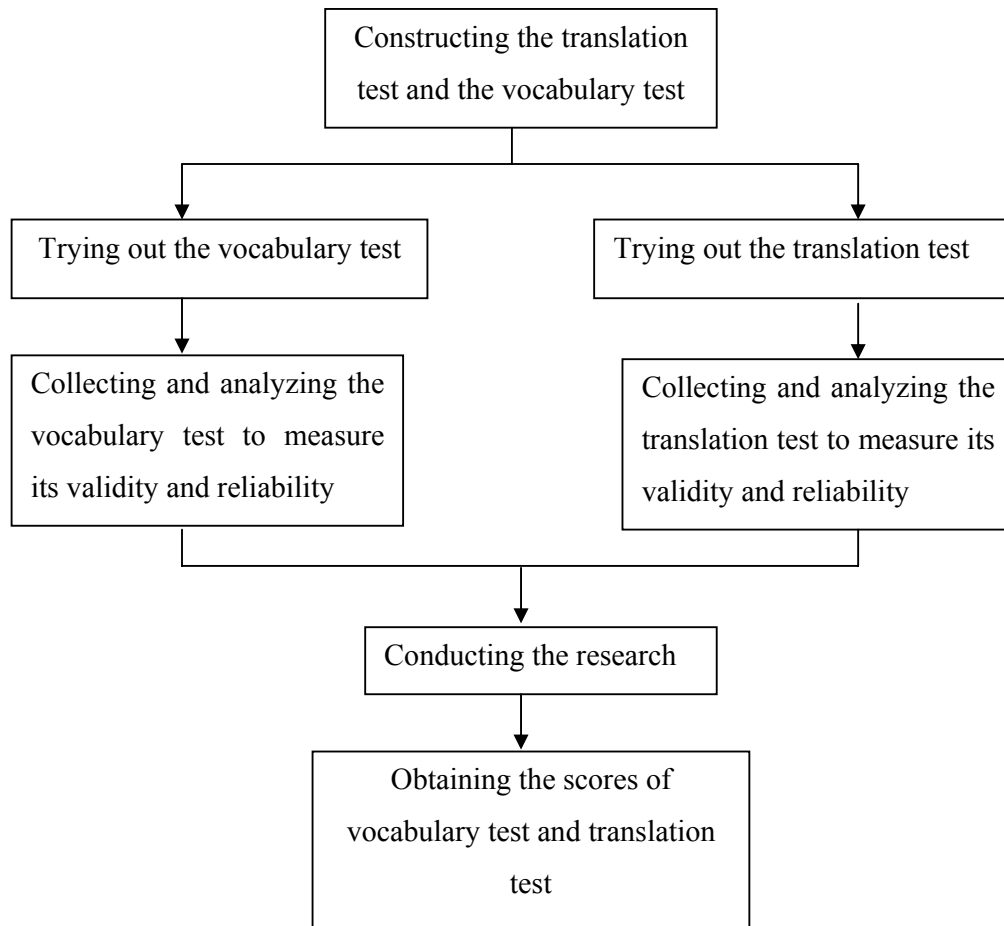 Constructing the translation
test and the vocabulary test
Trying out the vocabulary test
Trying out the translation test
Collecting and analyzing the
vocabulary test to measure
its validity and reliability
Collecting and analyzing the
translation test to measure its
validity and reliability
Conducting the research
Obtaining the scores of
vocabulary test and translation
test